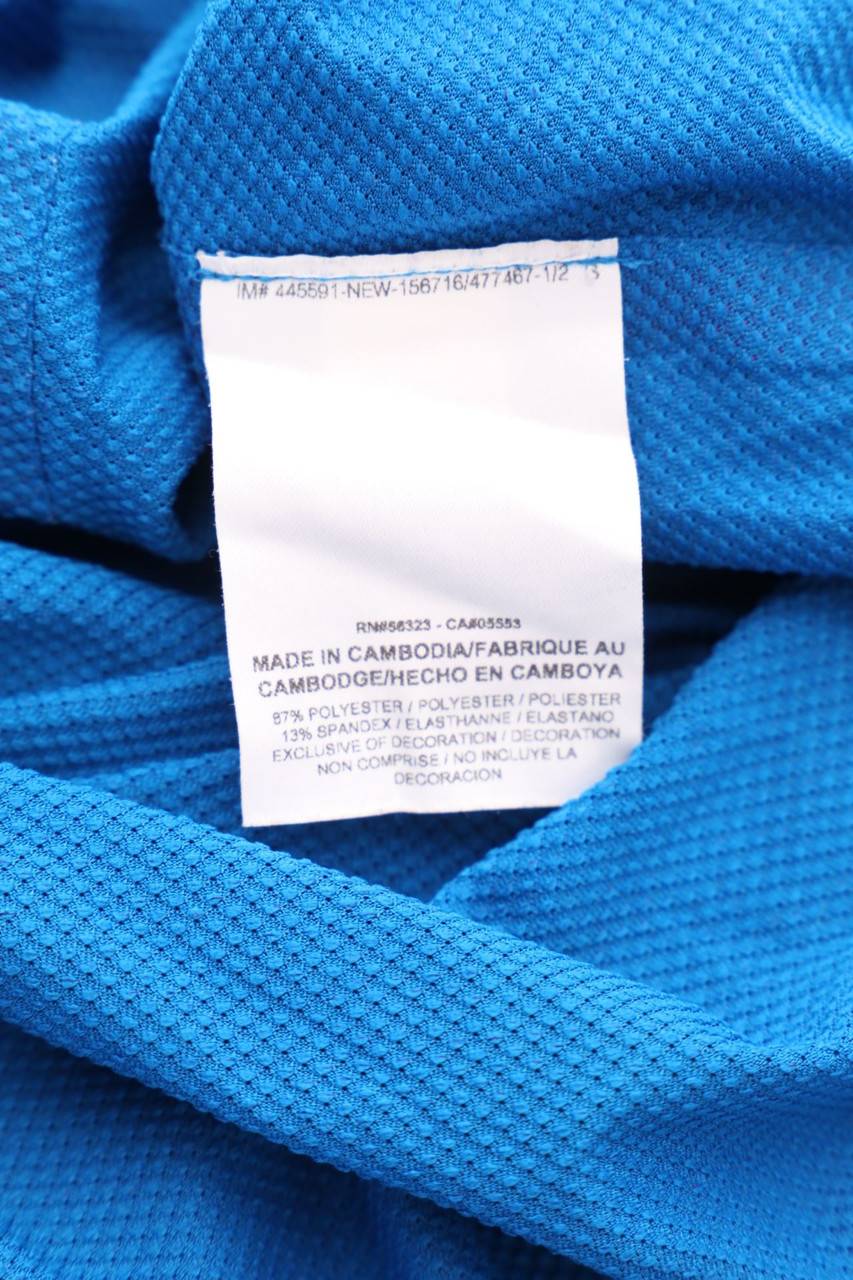 IM# 445591-NEW-156716/477467-1/2
RN#56323 - CA#05553
MADE IN CAMBODIA/FABRIQUE AU
CAMBODGE/HECHO EN CAMBOYA
87% POLYESTER / POLYESTER / POLIESTER
13% SPANDEX / ELASTHANNE / ELASTANO
EXCLUSIVE OF DECORATION / DECORATION
NON COMPRISE / NO INCLUYE LA
DECORACION